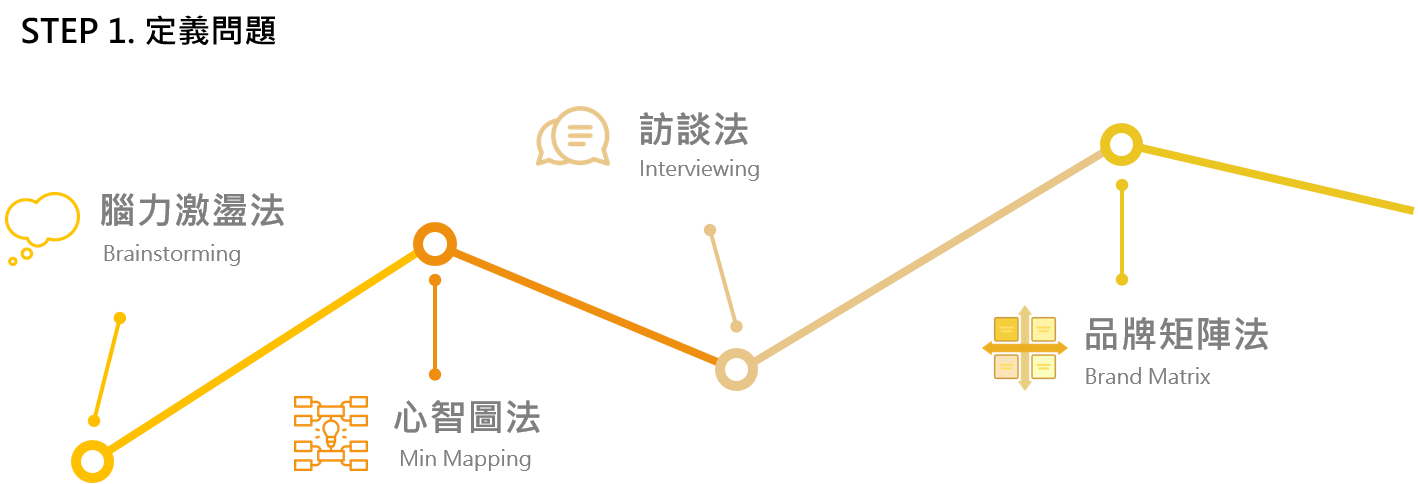 STEP 1. 定義問題
腦力激盪法
Brainstorming
心智圖法
Min Mapping
訪談法
Interviewing
品牌矩陣法
Brand Matrix